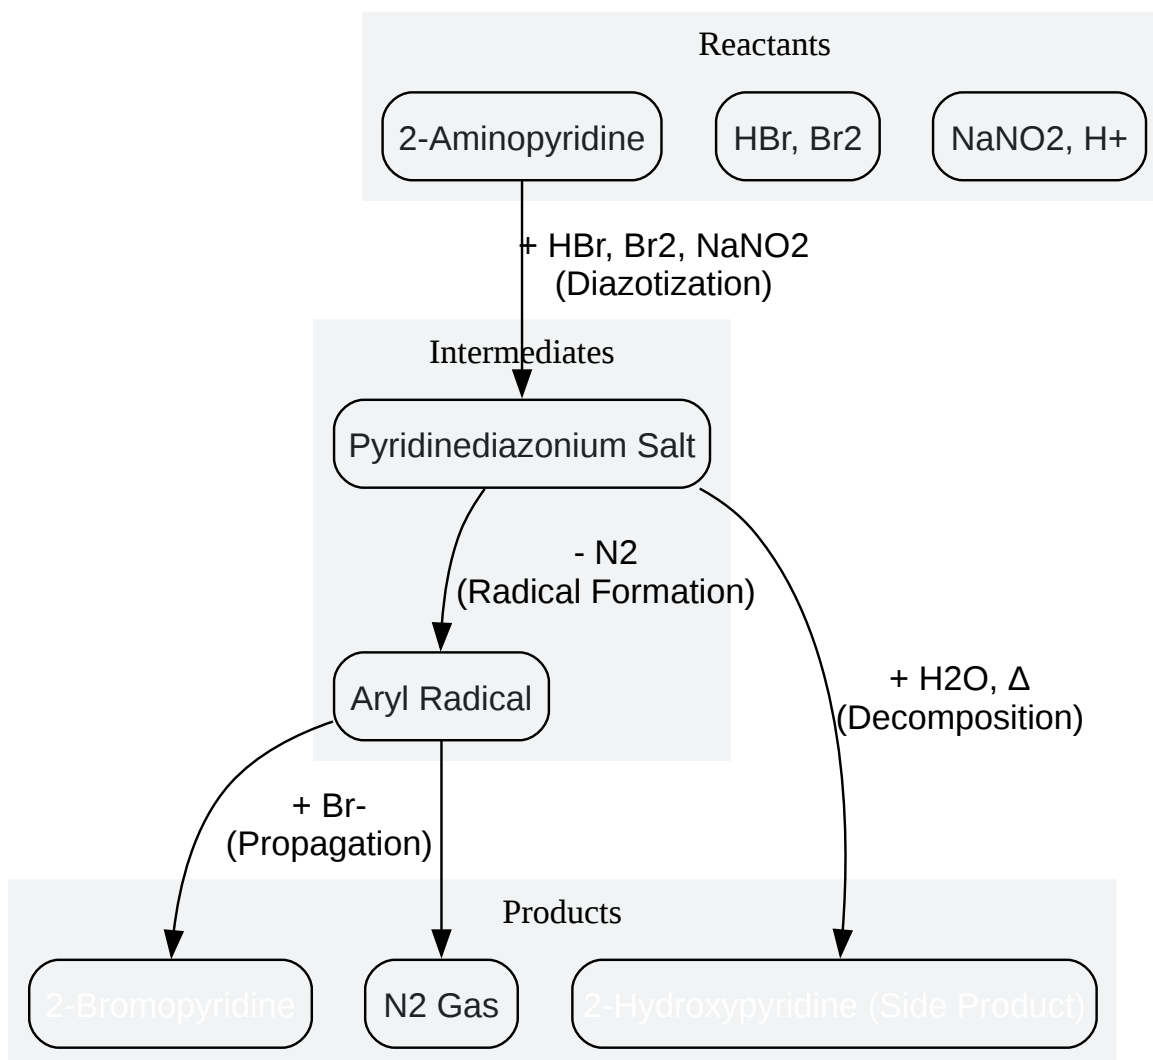 Reactants
2-Aminopyridine
HBr, Br2
NaNO2, H+
+ HBr, Br2, NaNO2
(Diazotization)
Intermediates
Pyridinediazonium Salt
- N2
(Radical Formation)
+ H2O, Δ
(Decomposition)
Aryl Radical
+ Br-
(Propagation)
Products
2-Bromopyridine
N2 Gas
2-Hydroxypyridine (Side Product)